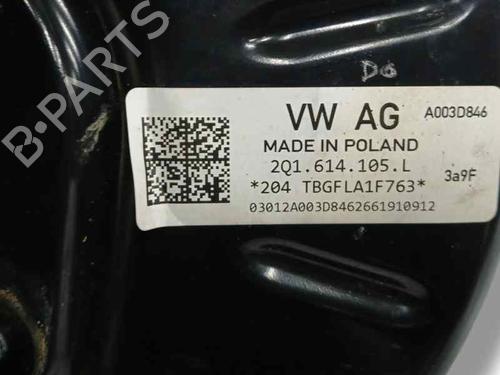 B-PARTS
D6
VW AG A003D846
MADE IN POLAND
2Q1.614.105.L
*204 TBGFLA1F763* 3a9F
03012A003D8462661910912